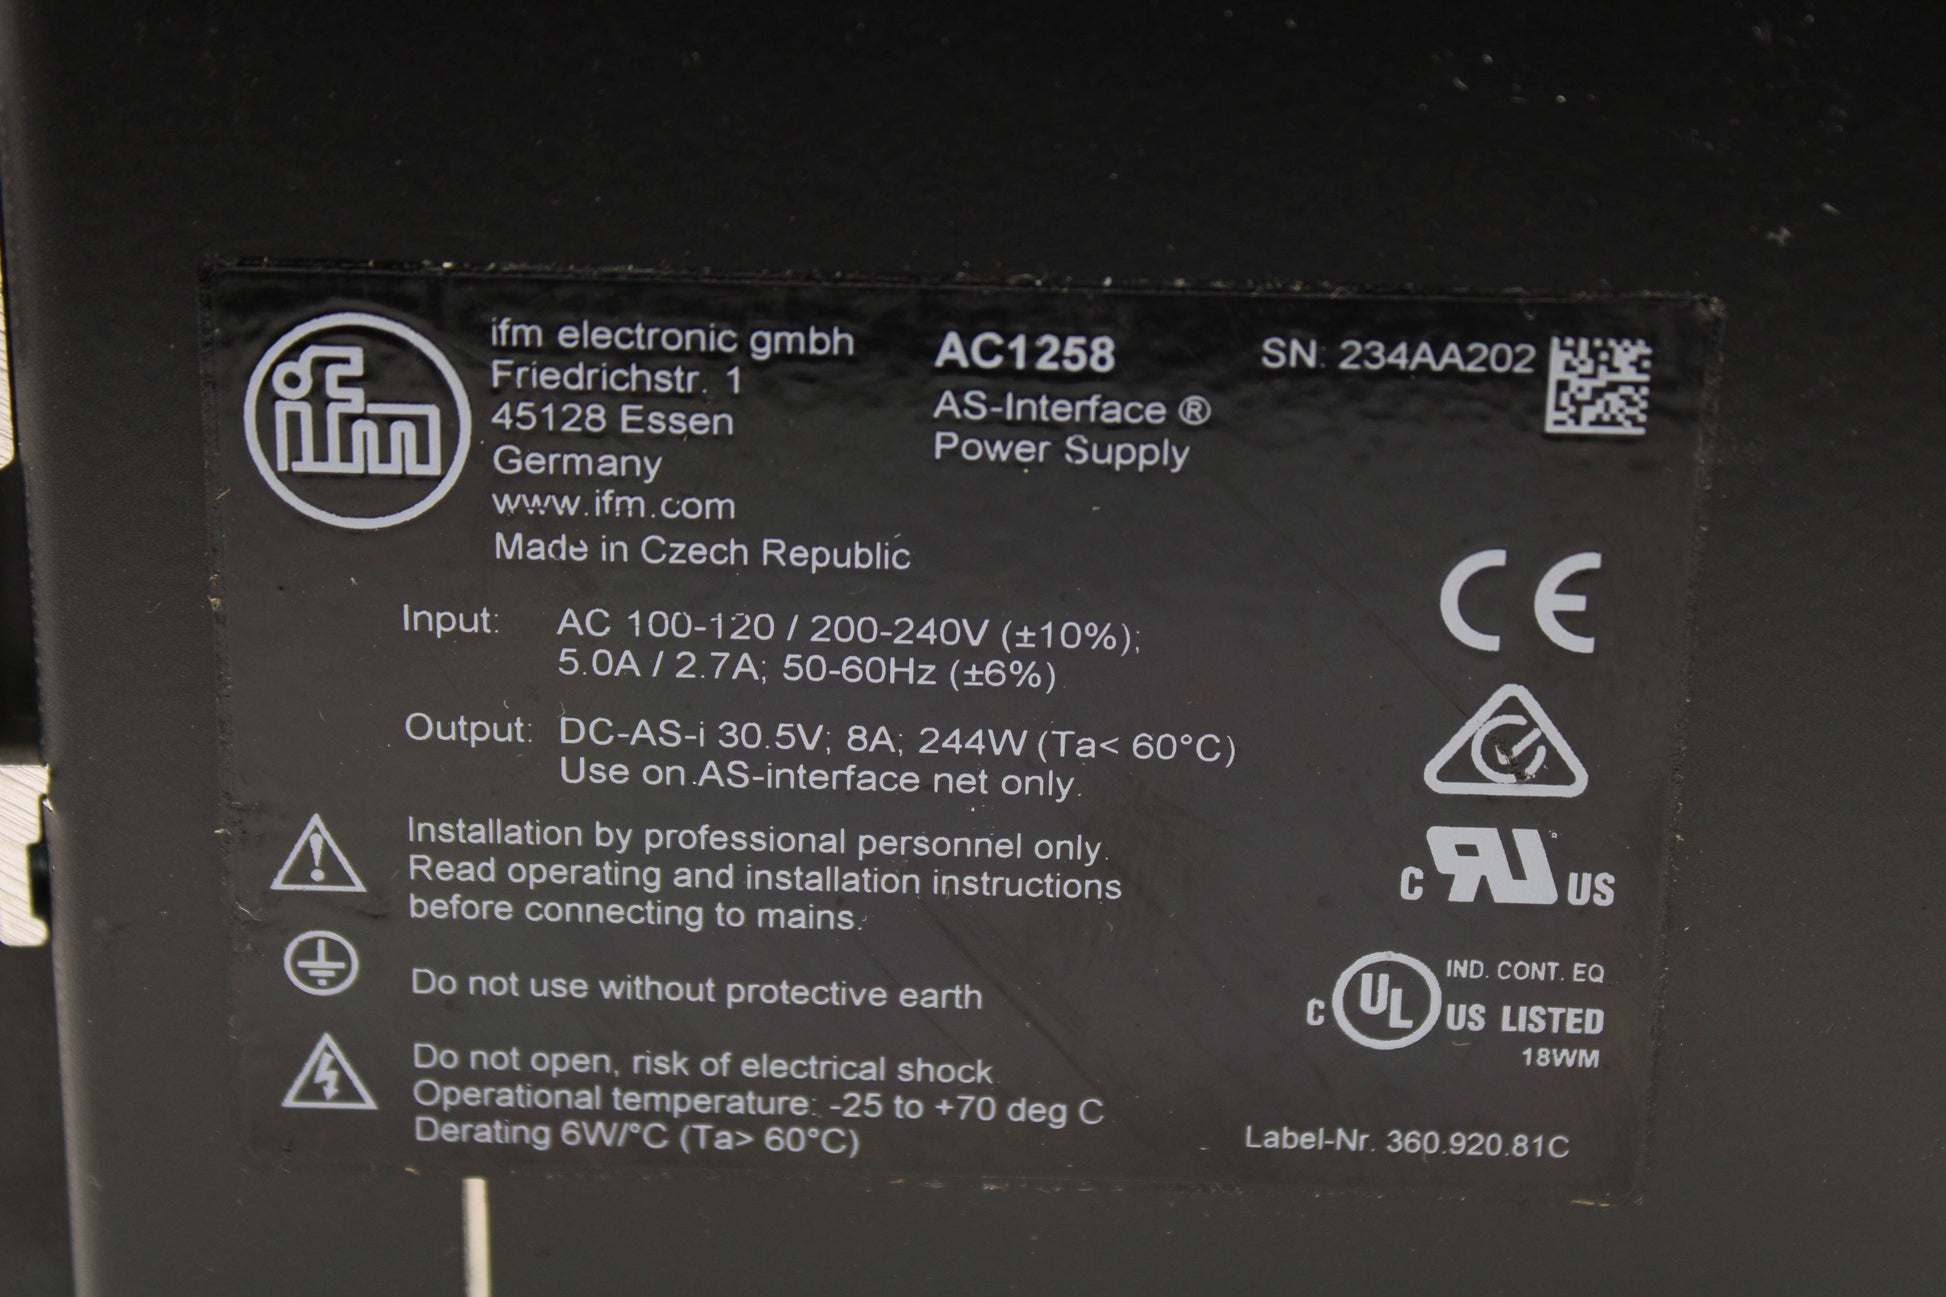 ifm
ifm electronic gmbh
Friedrichstr. 1
45128 Essen
Germany
www.ifm.com
Made in Czech Republic
AC1258
AS-Interface ®
Power Supply
SN: 234AA202
Input: AC 100-120 / 200-240V (±10%);
5.0A / 2.7A; 50-60Hz (±6%)
Output: DC-AS-i 30.5V; 8A; 244W (Ta< 60°C)
Use on AS-interface net only.
CE
Installation by professional personnel only.
Read operating and installation instructions
before connecting to mains.
C RU US
Do not use without protective earth
C UL US LISTED
IND. CONT. EQ
18WM
Do not open, risk of electrical shock
Operational temperature: -25 to +70 deg C
Derating 6W/°C (Ta> 60°C)
Label-Nr. 360.920.81C